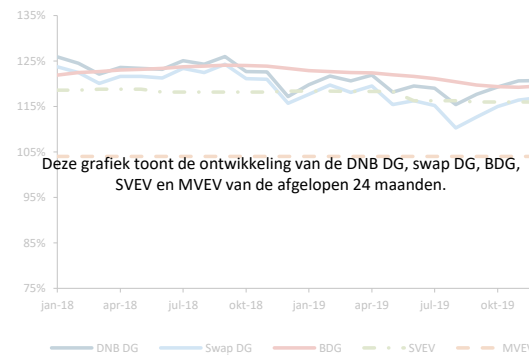 135%
125%
115%
105%
Deze grafiek toont de ontwikkeling van de DNB DG, swap DG, BDG,
SVEV en MVEV van de afgelopen 24 maanden.
95%
85%
75%
jan-18 apr-18 jul-18 okt-18 jan-19 apr-19 jul-19 okt-19
DNB DG Swap DG BDG SVEV MVEV